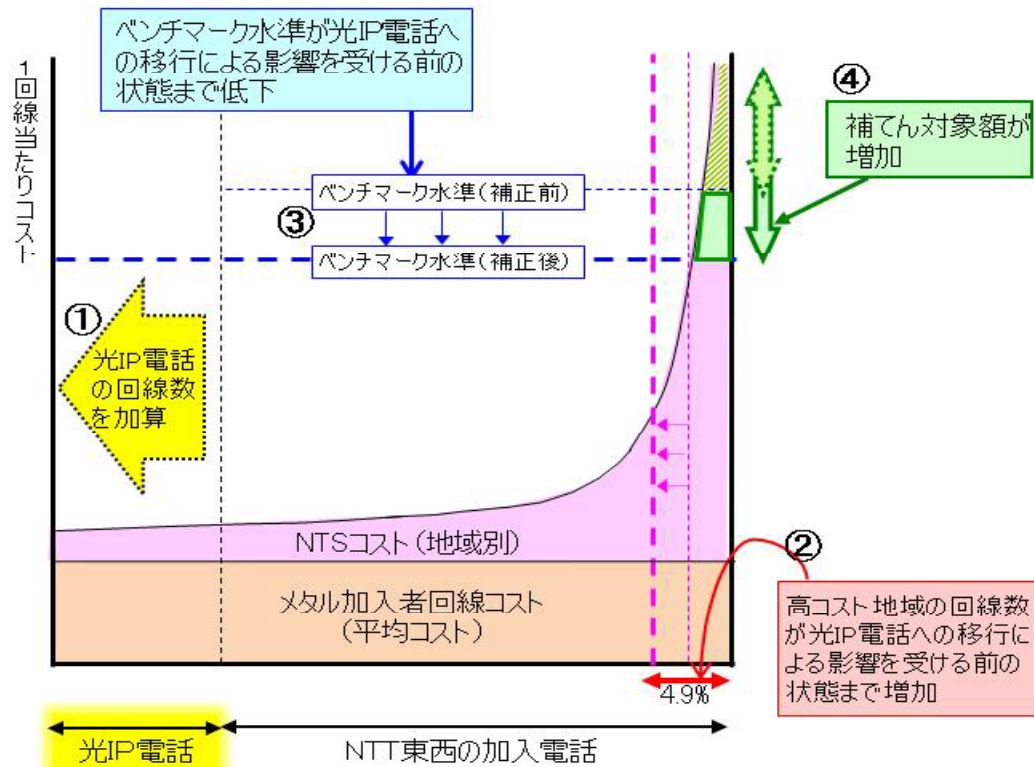 ベンチマーク水準が光IP電話へ
の移行による影響を受ける前の
状態まで低下
1回線当たりコスト
④
補てん対象額が
増加
ベンチマーク水準(補正前)
③
ベンチマーク水準(補正後)
①
光IP電話
の回線数
を加算
NTSコスト(地域別)
②
メタル加入者回線コスト
(平均コスト)
高コスト地域の回線数
が光IP電話への移行に
よる影響を受ける前の
状態まで増加
4.9%
光IP電話
NTT東西の加入電話